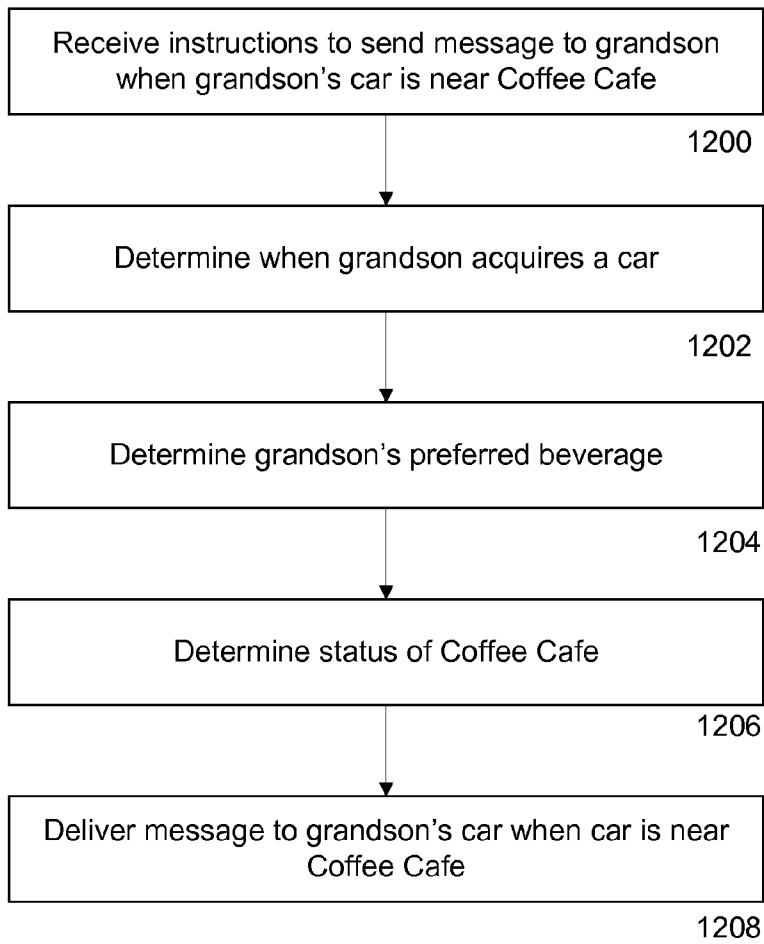 Receive instructions to send message to grandson
when grandson's car is near Coffee Cafe
1200
Determine when grandson acquires a car
1202
Determine grandson's preferred beverage
1204
Determine status of Coffee Cafe
1206
Deliver message to grandson's car when car is near
Coffee Cafe
1208